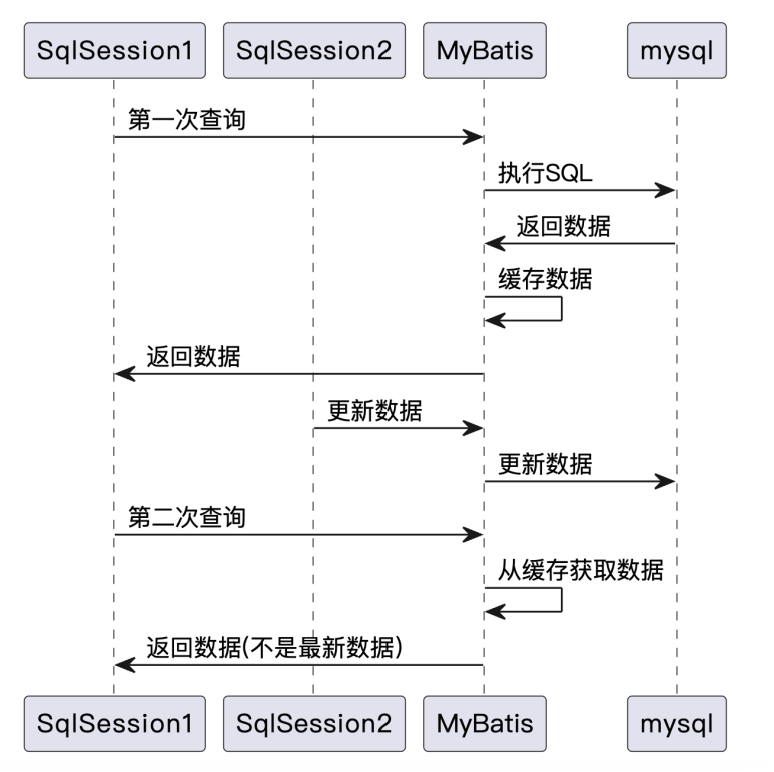 SqlSession1
SqlSession2
MyBatis
mysql
第一次查询
执行SQL
返回数据
缓存数据
返回数据
更新数据
更新数据
第二次查询
从缓存获取数据
返回数据(不是最新数据)
SqlSession1
SqlSession2
MyBatis
mysql